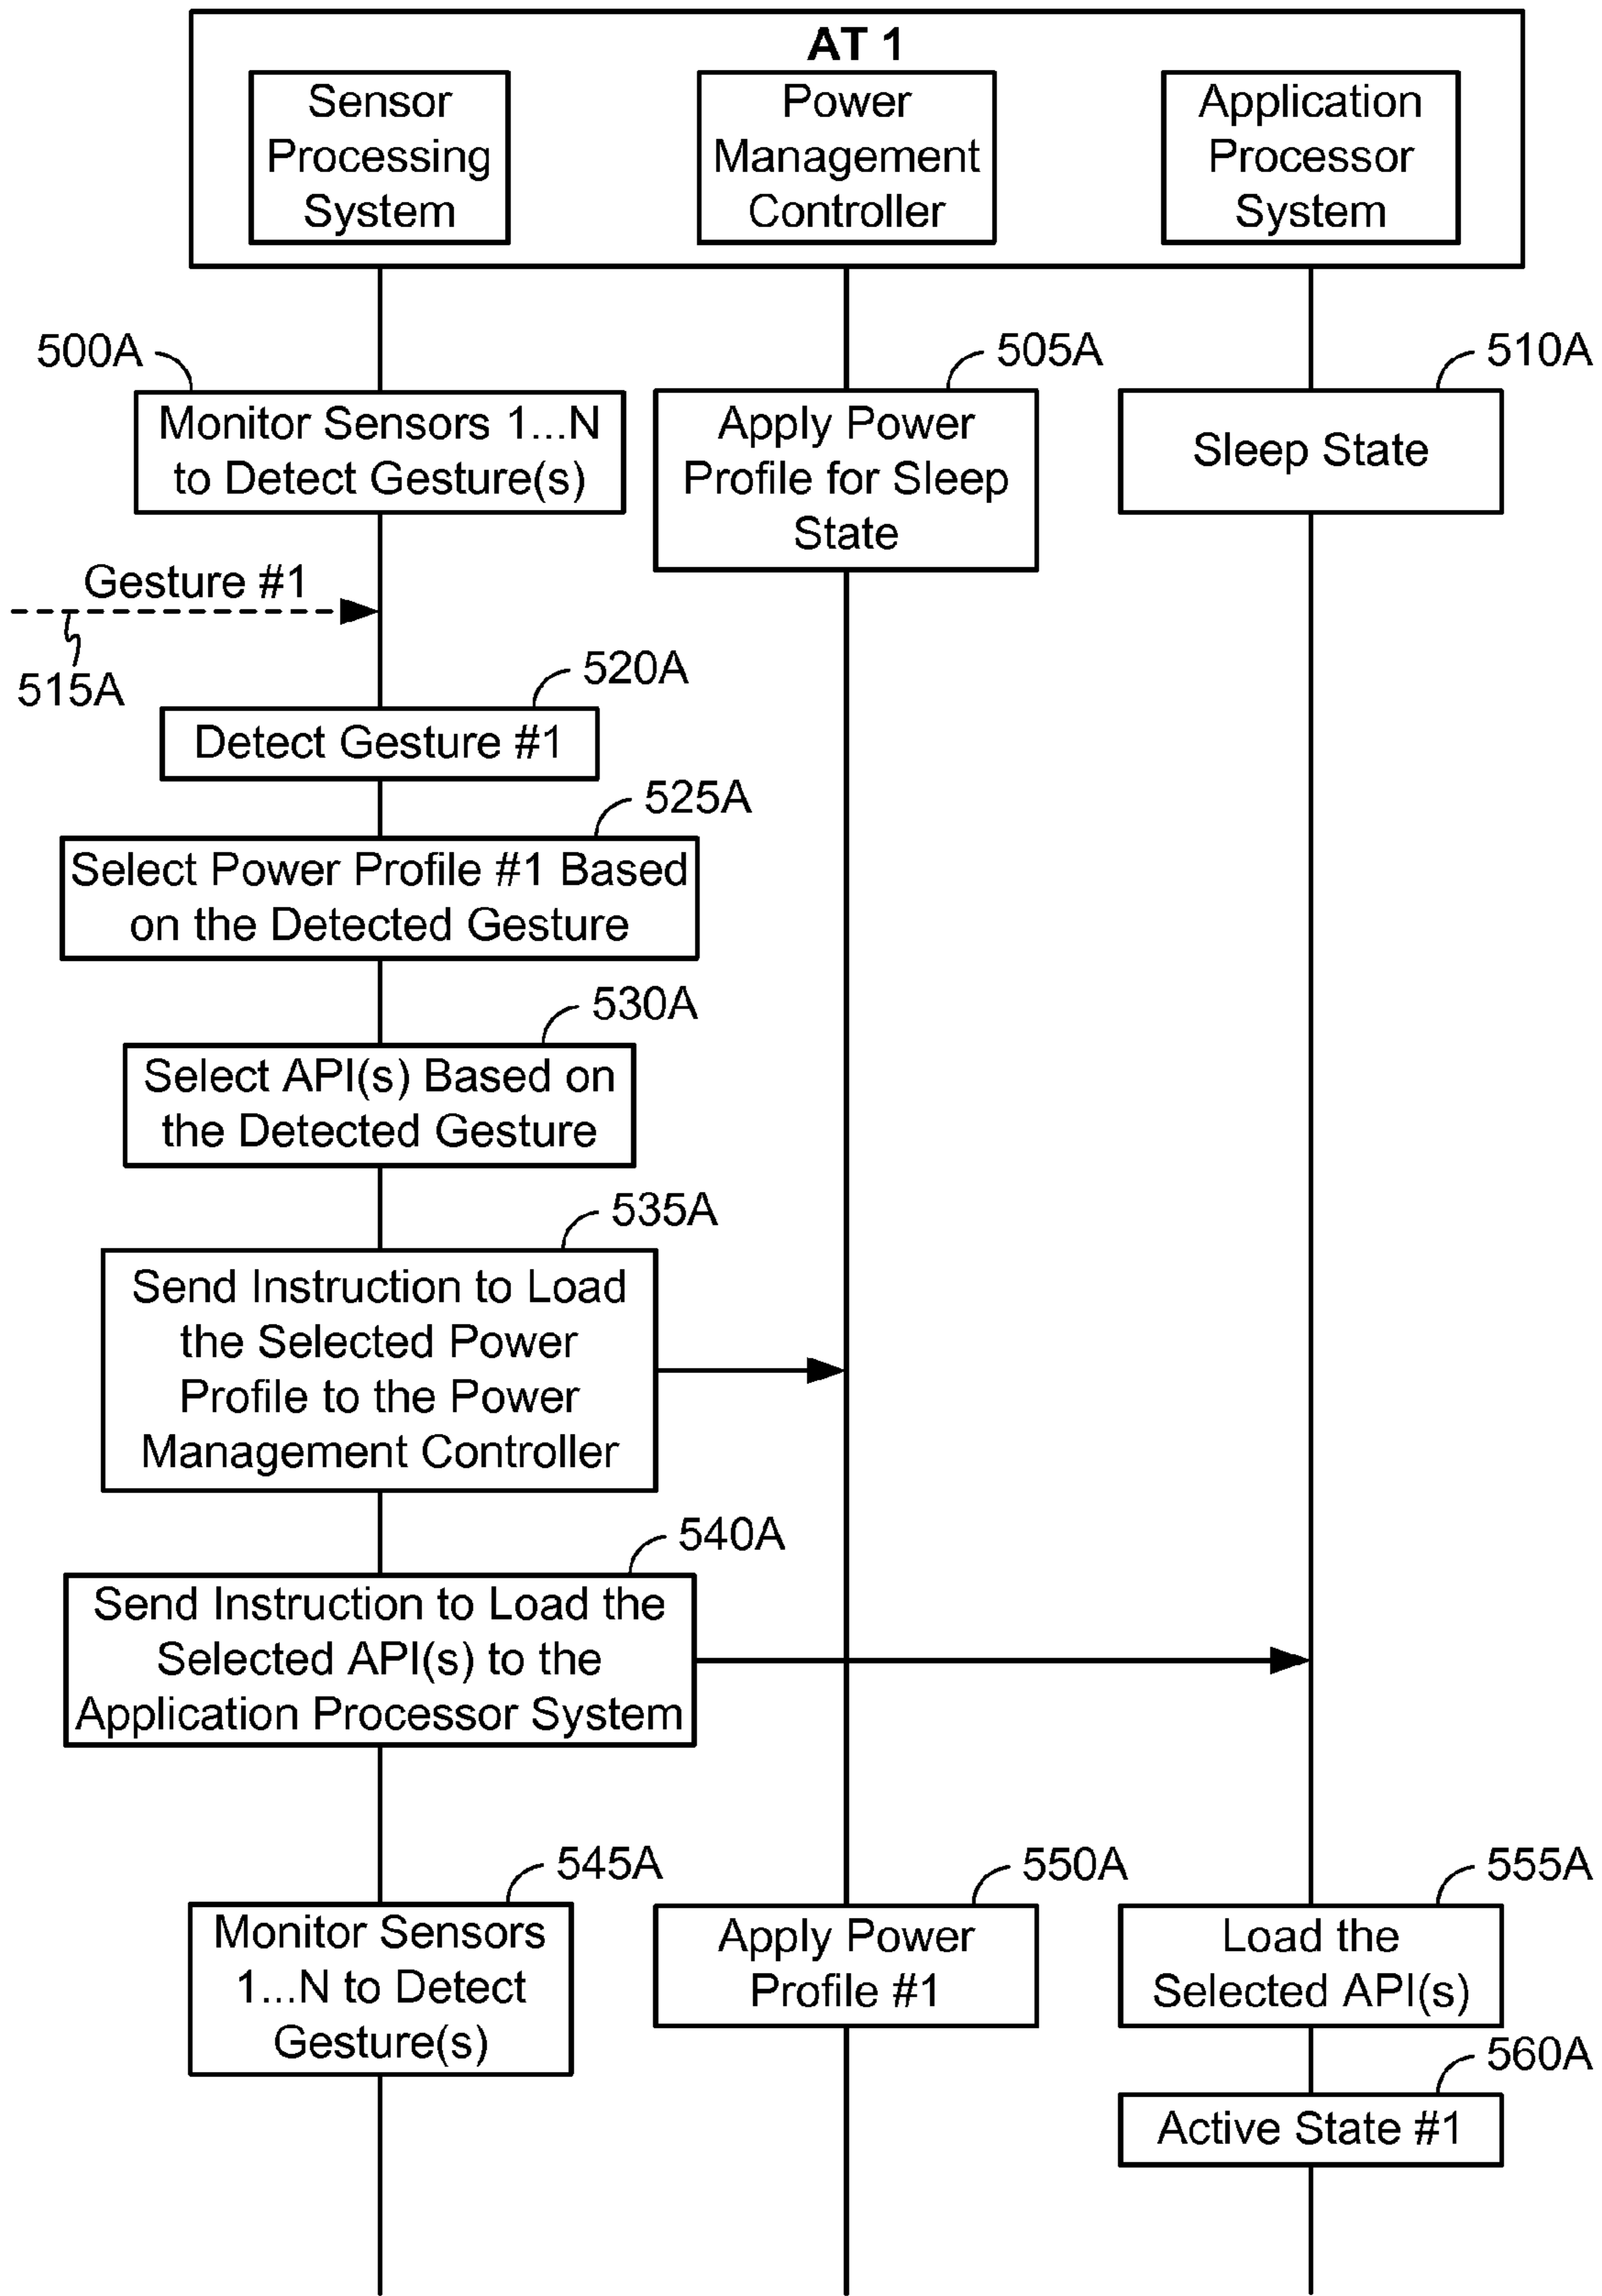 AT 1
Sensor
Processing
System
Power
Management
Controller
Application
Processor
System
500A
505A
510A
Monitor Sensors 1...N
to Detect Gesture(s)
Apply Power
Profile for Sleep
State
Sleep State
Gesture #1
515A
520A
Detect Gesture #1
525A
Select Power Profile #1 Based
on the Detected Gesture
530A
Select API(s) Based on
the Detected Gesture
535A
Send Instruction to Load
the Selected Power
Profile to the Power
Management Controller
540A
Send Instruction to Load the
Selected API(s) to the
Application Processor System
545A
550A
555A
Monitor Sensors
1...N to Detect
Gesture(s)
Apply Power
Profile #1
Load the
Selected API(s)
560A
Active State #1